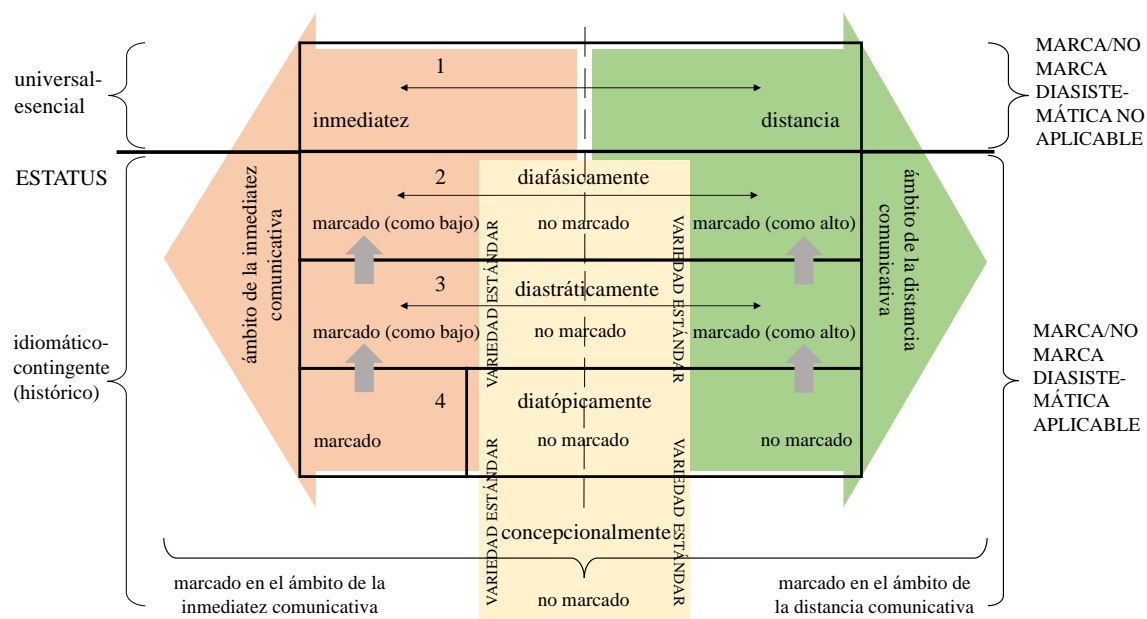 universal-
esencial
ESTATUS
idiomático-
contingente
(histórico)
ámbito de la inmediatez
comunicativa
1
inmediatez
distancia
2
diafásicamente
marcado (como bajo)
no marcado
marcado (como alto)
3
diastráticamente
marcado (como bajo)
no marcado
marcado (como alto)
4
diatópicamente
marcado
no marcado
no marcado
concepcionalmente
no marcado
VARIEDAD ESTÁNDAR
VARIEDAD ESTÁNDAR
VARIEDAD ESTÁNDAR
VARIEDAD ESTÁNDAR
ámbito de la distancia
comunicativa
MARCA/NO
MARCA
DIASISTE-
MÁTICA NO
APLICABLE
MARCA/NO
MARCA
DIASISTE-
MÁTICA
APLICABLE
marcado en el ámbito de la
inmediatez comunicativa
marcado en el ámbito de
la distancia comunicativa